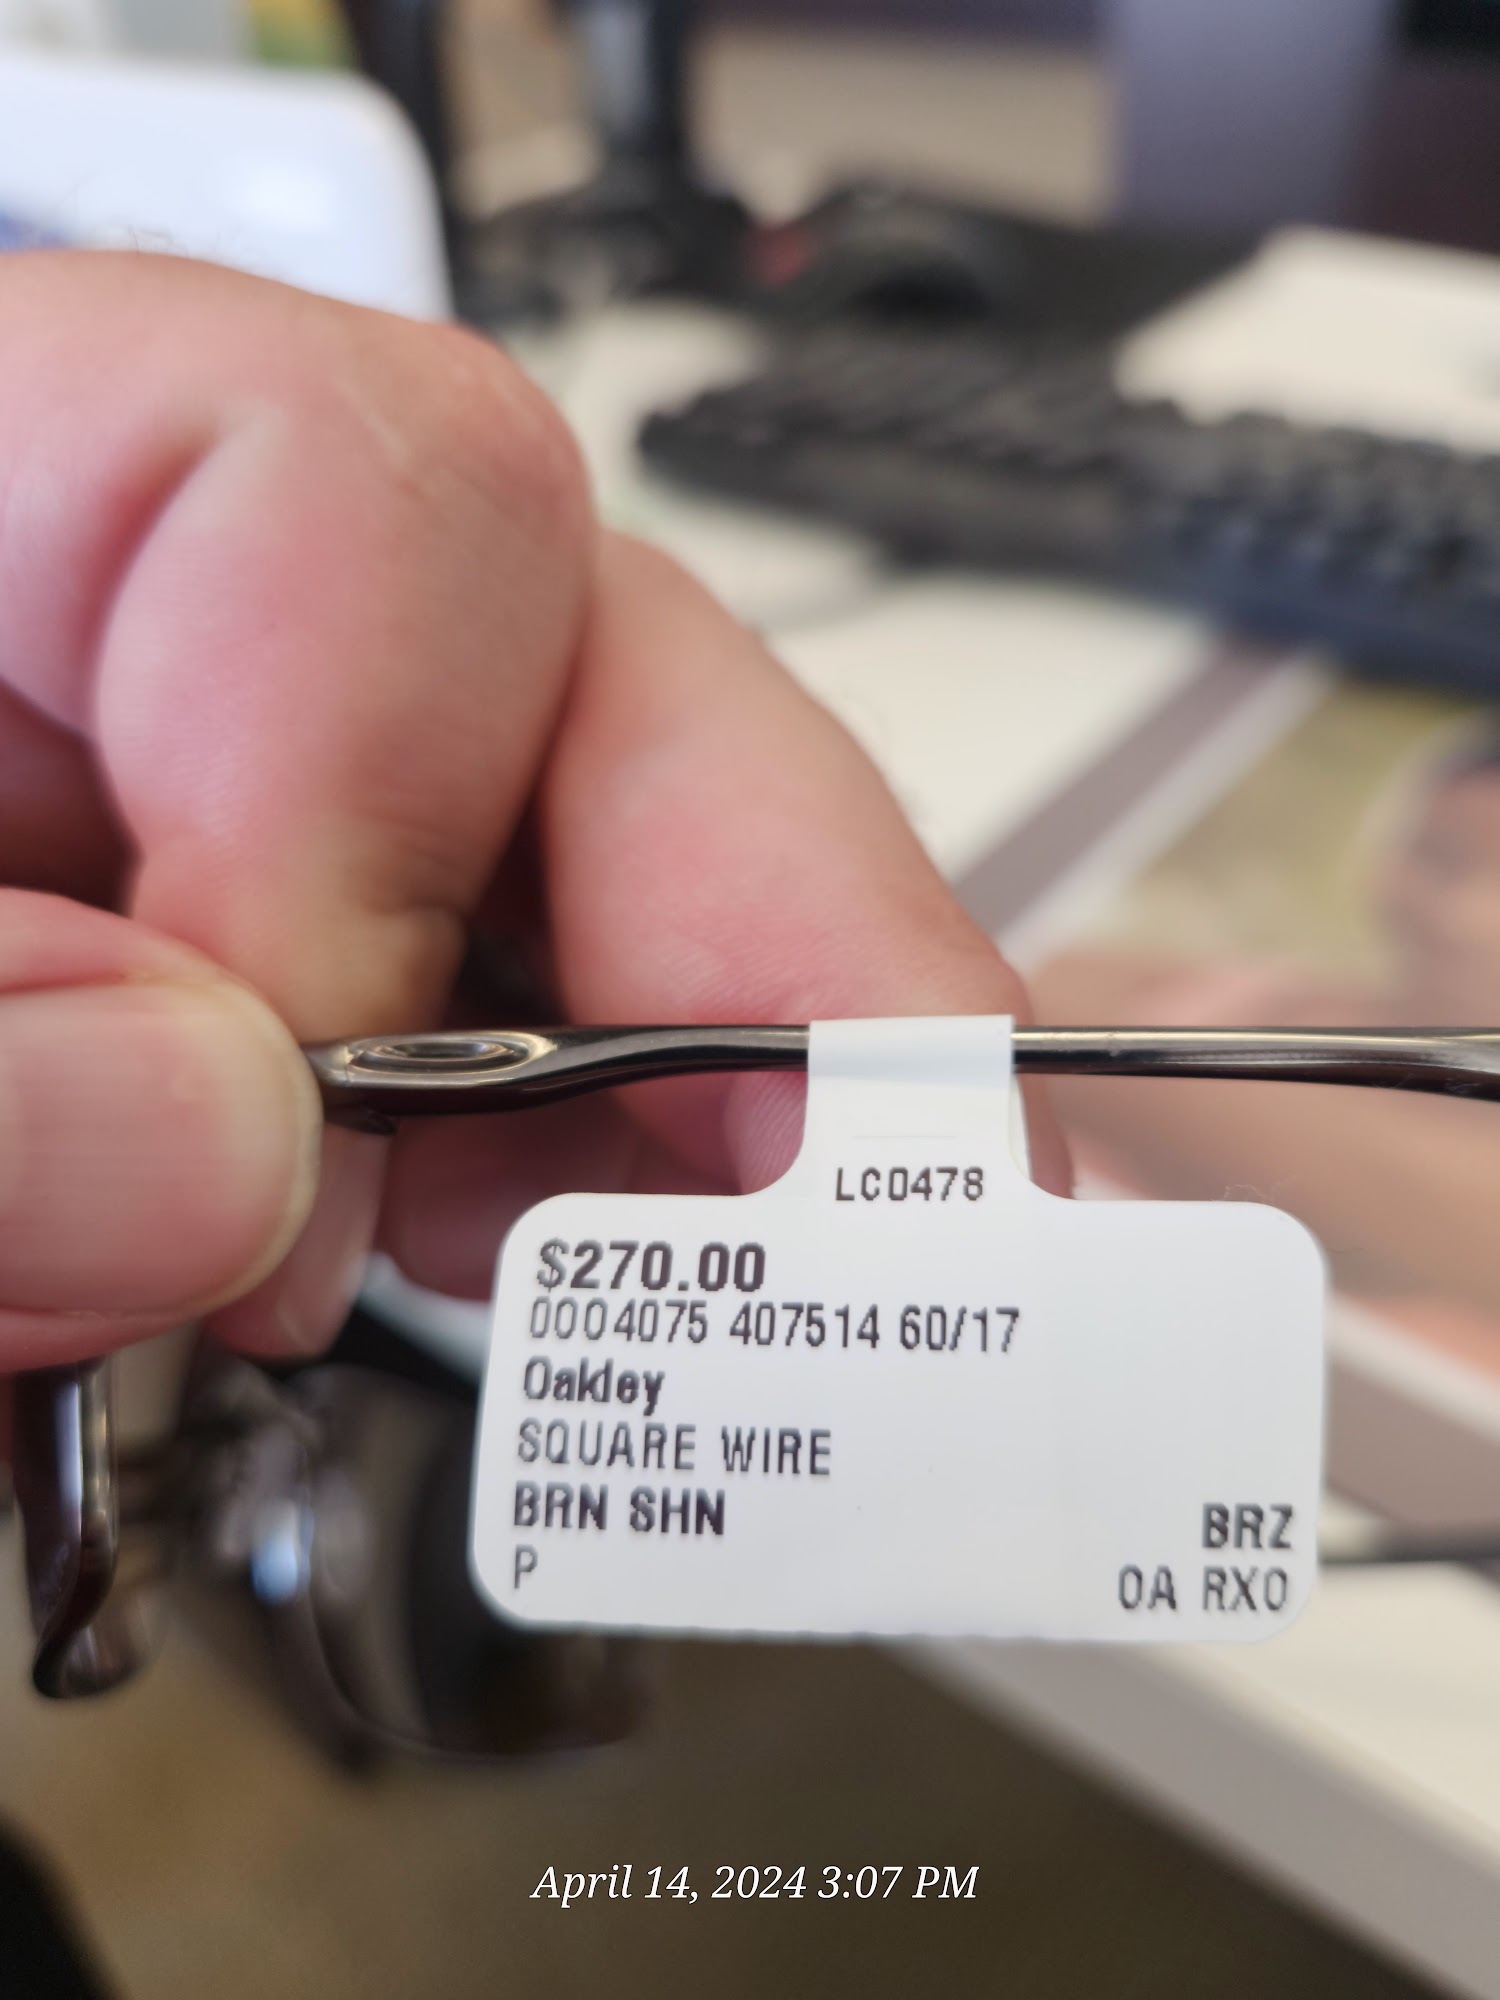 LC0478
$270.00
0004075 407514 60/17
Oakley
SQUARE WIRE
BRN SHN
BRZ
P
OA RX0
April 14, 2024 3:07 PM